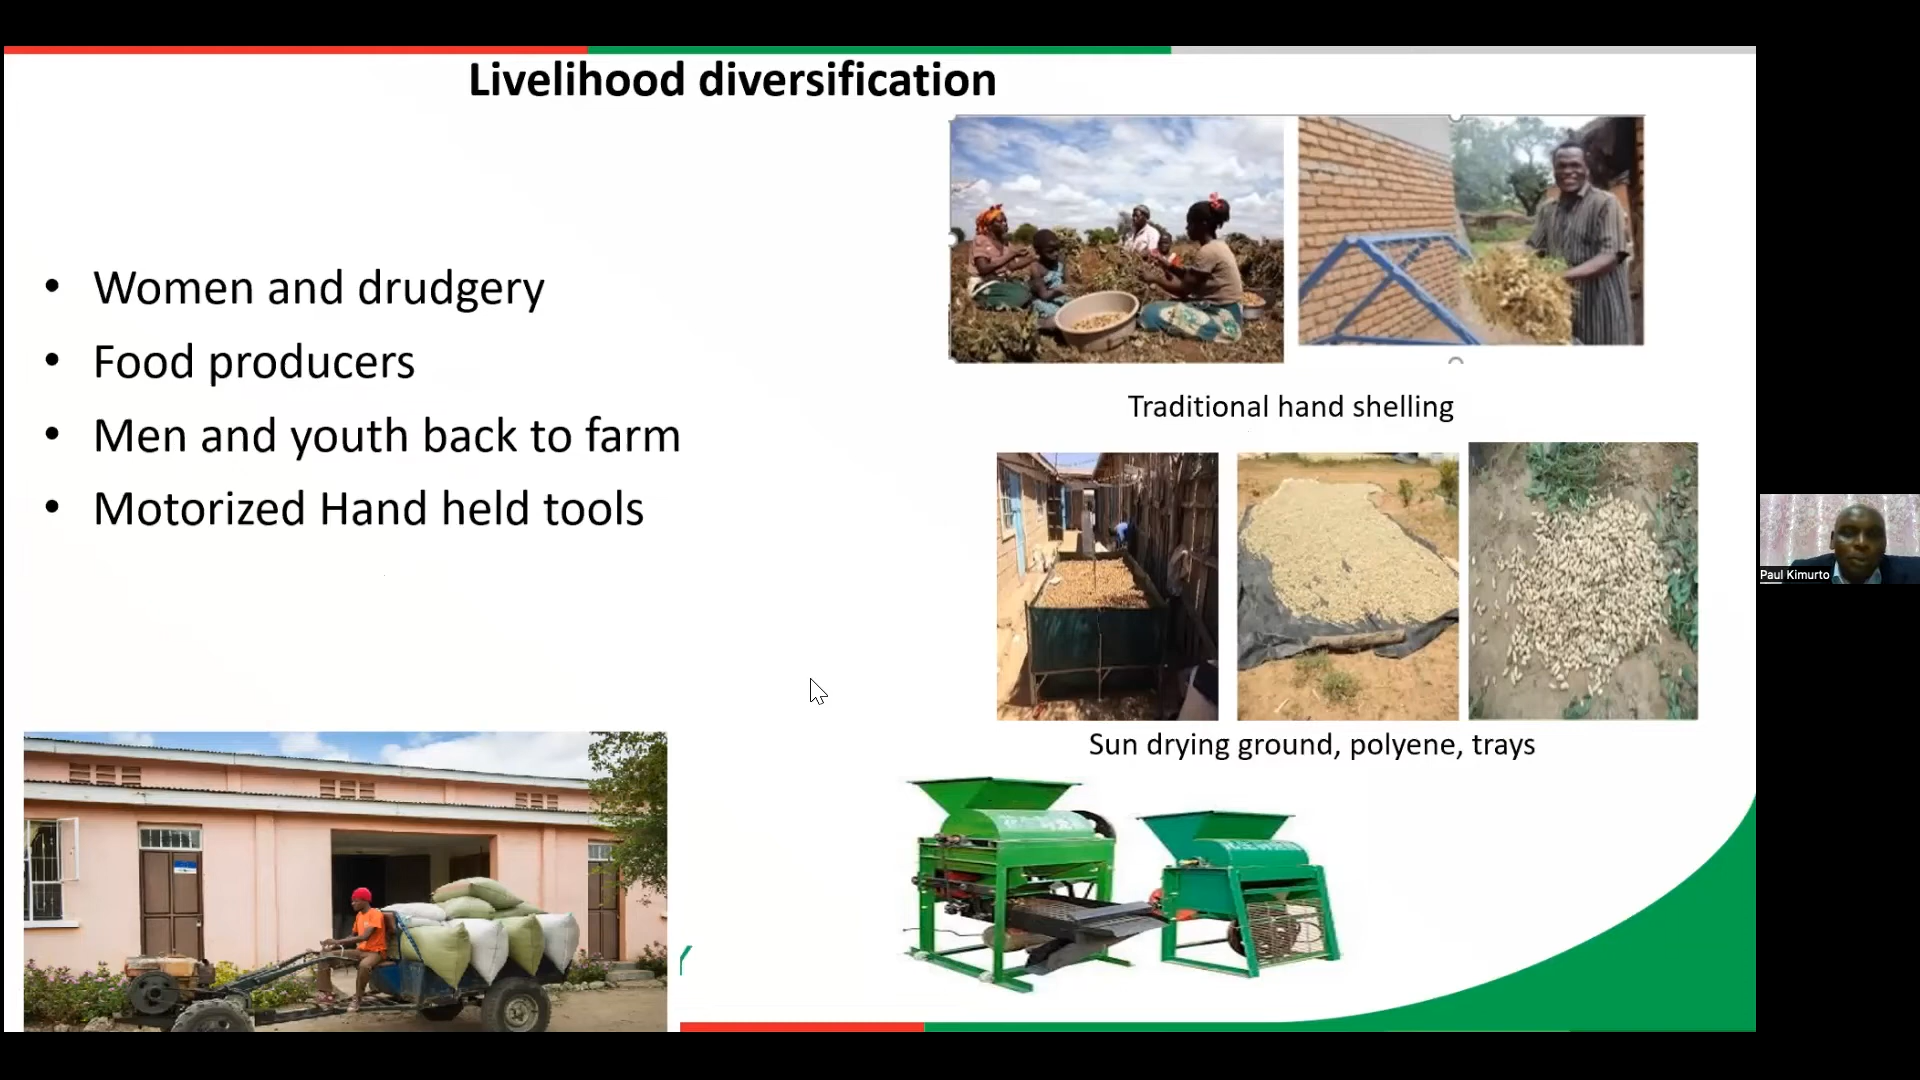 Livelihood diversification
• Women and drudgery
• Food producers
• Men and youth back to farm
• Motorized Hand held tools
Traditional hand shelling
Sun drying ground, polyene, trays
Paul Kimurto